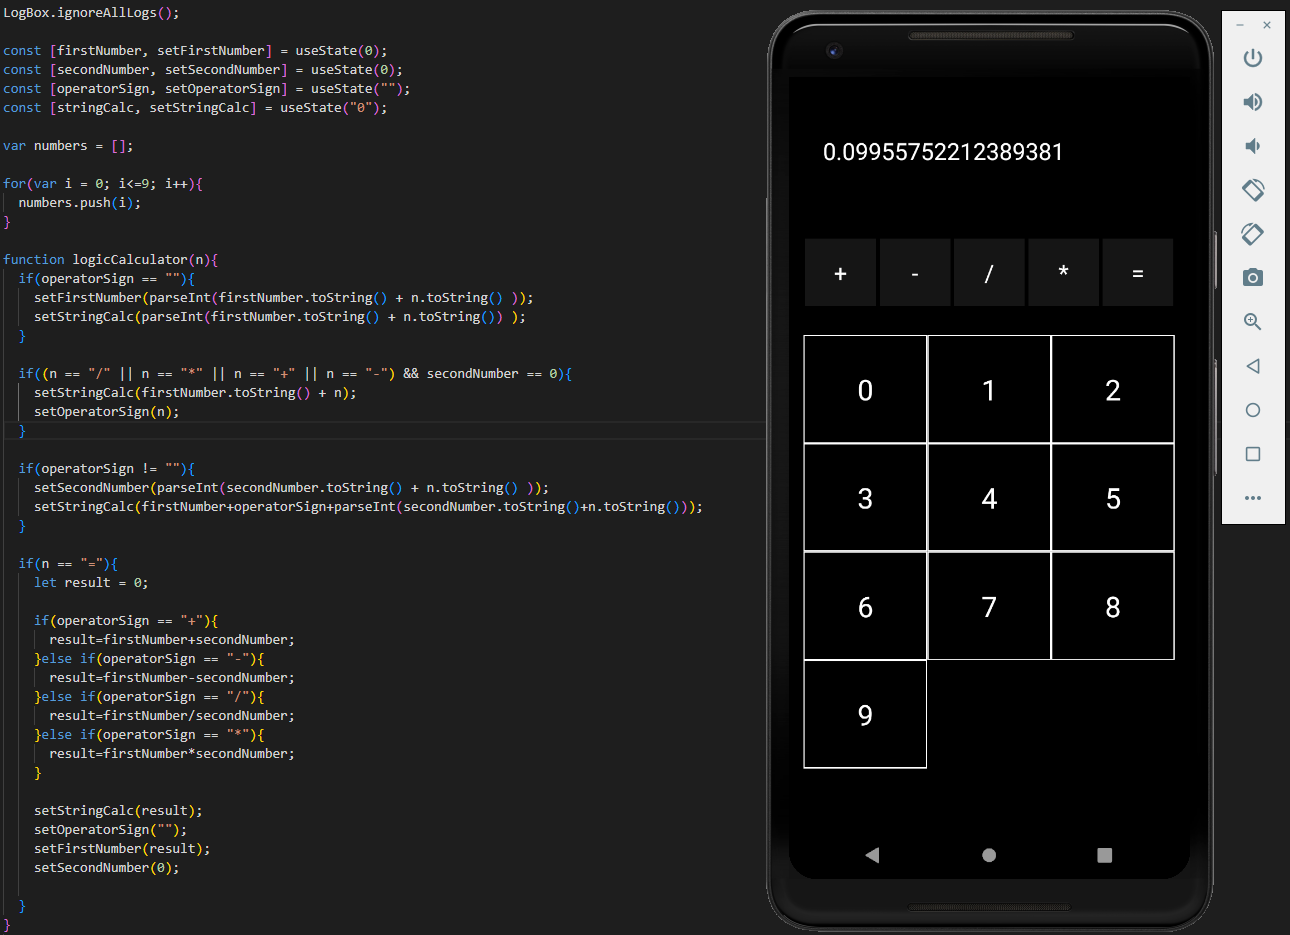 LogBox.ignoreAllLogs();
const [firstNumber, setFirstNumber] = useState(0);
const [secondNumber, setSecondNumber] = useState(0);
const [operatorSign, setOperatorSign] = useState("");
const [stringCalc, setStringCalc] = useState("0");
var numbers = [];
for(var i = 0; i<=9; i++){
numbers.push(i);
}
function logicCalculator(n){
if(operatorSign == ""){
setFirstNumber(parseInt(firstNumber.toString() + n.toString() ));
setStringCalc(parseInt(firstNumber.toString() + n.toString()) );
}
if((n == "/" || n == "*" || n == "+" || n == "-") && secondNumber == 0){
setStringCalc(firstNumber.toString() + n);
setOperatorSign(n);
}
if(operatorSign != ""){
setSecondNumber(parseInt(secondNumber.toString() + n.toString() ));
setStringCalc(firstNumber+operatorSign+parseInt(secondNumber.toString()+n.toString()));
}
if(n == "="){
let result = 0;
if(operatorSign == "+"){
result=firstNumber+secondNumber;
}else if(operatorSign == "-"){
result=firstNumber-secondNumber;
}else if(operatorSign == "/"){
result=firstNumber/secondNumber;
}else if(operatorSign == "*"){
result=firstNumber*secondNumber;
}
setStringCalc(result);
setOperatorSign("");
setFirstNumber(result);
setSecondNumber(0);
}
}
0.09955752212389381
+ - / * =
0 1 2
3 4 5
6 7 8
9